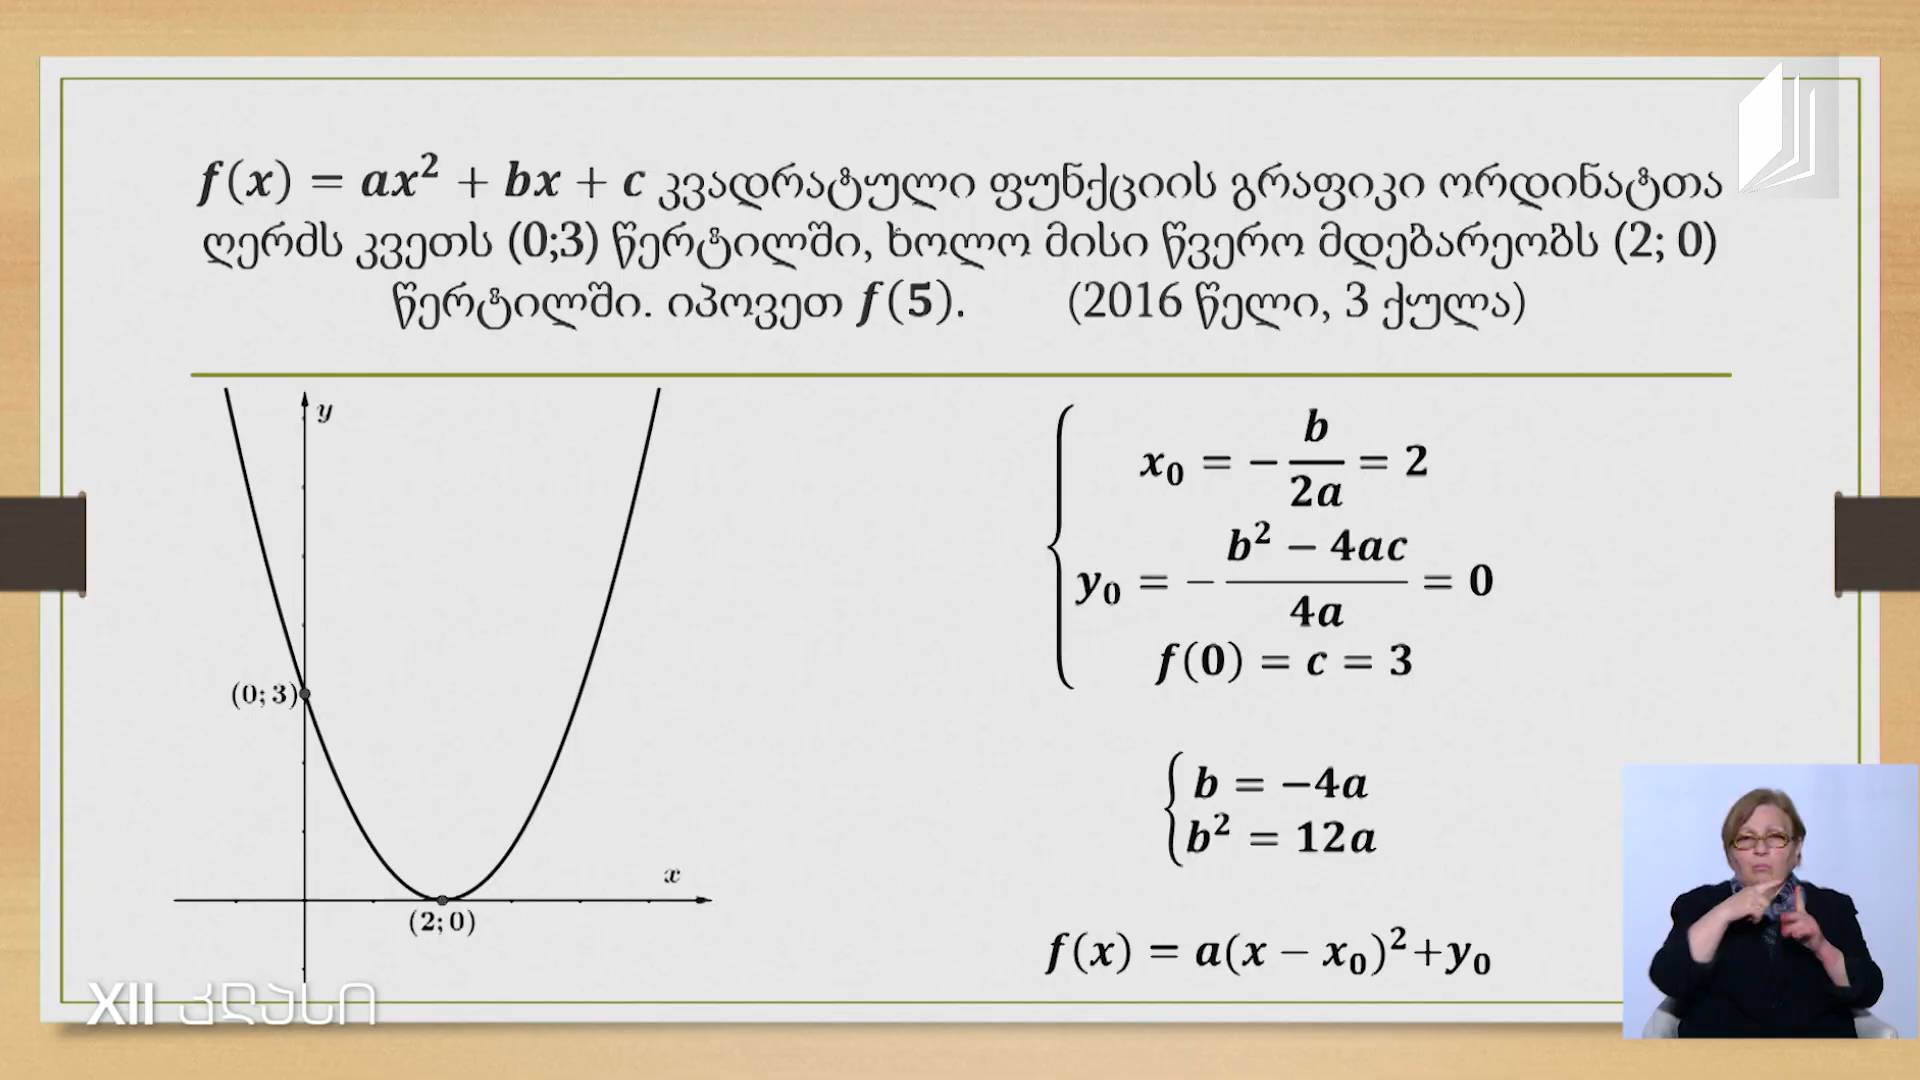 f(x) = ax² + bx + c კვადრატული ფუნქციის გრაფიკი ორდინატთა
ღერძს კვეთს (0;3) წერტილში, ხოლო მისი წვერო მდებარეობს (2; 0)
წერტილში. იპოვეთ f(5). (2016 წელი, 3 ქულა)
y
(0; 3)
x
(2; 0)
x₀ = −b/2a = 2
y₀ = −(b² − 4ac)/4a = 0
f(0) = c = 3
b = −4a
b² = 12a
f(x) = a(x − x₀)²+y₀
XII კლასი